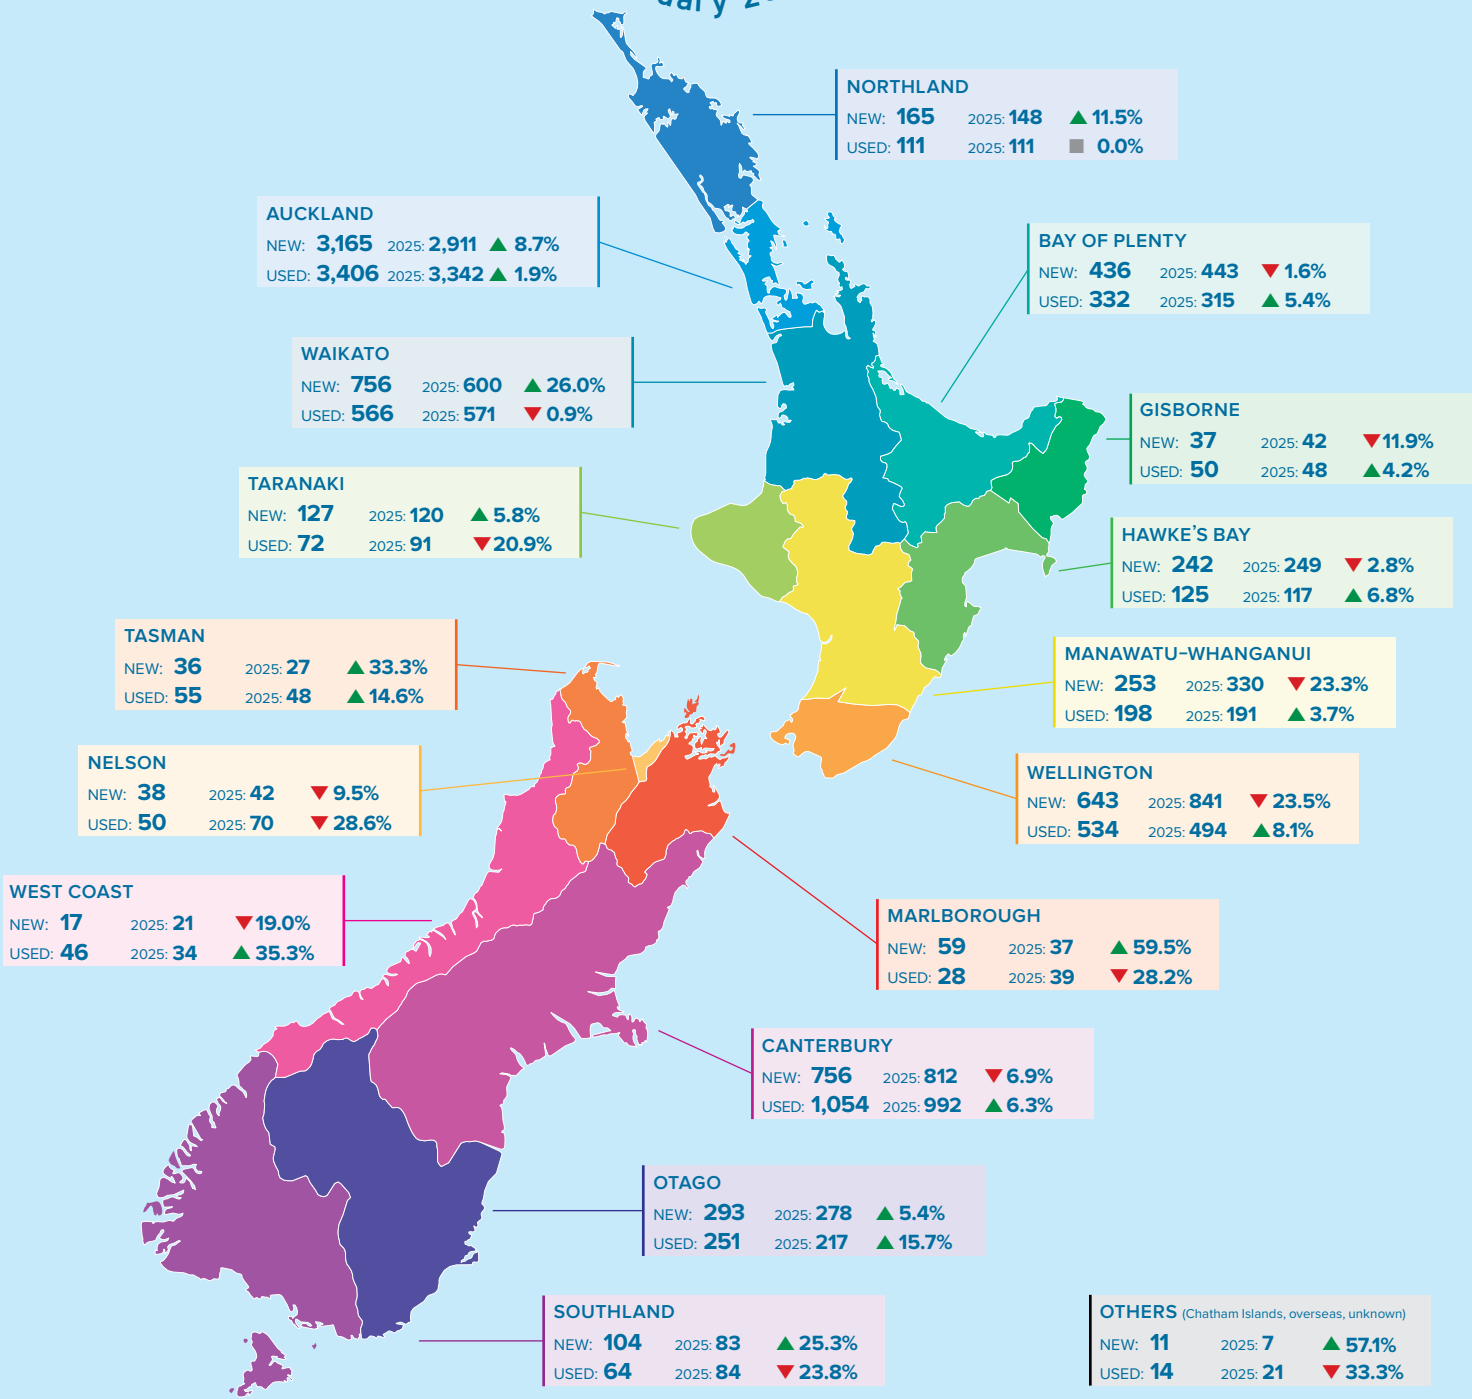 NORTHLAND
NEW: 165 2025: 148 ▲ 11.5%
USED: 111 2025: 111 ■ 0.0%
AUCKLAND
NEW: 3,165 2025: 2,911 ▲ 8.7%
USED: 3,406 2025: 3,342 ▲ 1.9%
BAY OF PLENTY
NEW: 436 2025: 443 ▼ 1.6%
USED: 332 2025: 315 ▲ 5.4%
WAIKATO
NEW: 756 2025: 600 ▲ 26.0%
USED: 566 2025: 571 ▼ 0.9%
GISBORNE
NEW: 37 2025: 42 ▼ 11.9%
USED: 50 2025: 48 ▲ 4.2%
TARANAKI
NEW: 127 2025: 120 ▲ 5.8%
USED: 72 2025: 91 ▼ 20.9%
HAWKE'S BAY
NEW: 242 2025: 249 ▼ 2.8%
USED: 125 2025: 117 ▲ 6.8%
TASMAN
NEW: 36 2025: 27 ▲ 33.3%
USED: 55 2025: 48 ▲ 14.6%
MANAWATU-WHANGANUI
NEW: 253 2025: 330 ▼ 23.3%
USED: 198 2025: 191 ▲ 3.7%
NELSON
NEW: 38 2025: 42 ▼ 9.5%
USED: 50 2025: 70 ▼ 28.6%
WELLINGTON
NEW: 643 2025: 841 ▼ 23.5%
USED: 534 2025: 494 ▲ 8.1%
WEST COAST
NEW: 17 2025: 21 ▼ 19.0%
USED: 46 2025: 34 ▲ 35.3%
MARLBOROUGH
NEW: 59 2025: 37 ▲ 59.5%
USED: 28 2025: 39 ▼ 28.2%
CANTERBURY
NEW: 756 2025: 812 ▼ 6.9%
USED: 1,054 2025: 992 ▲ 6.3%
OTAGO
NEW: 293 2025: 278 ▲ 5.4%
USED: 251 2025: 217 ▲ 15.7%
SOUTHLAND
NEW: 104 2025: 83 ▲ 25.3%
USED: 64 2025: 84 ▼ 23.8%
OTHERS (Chatham Islands, overseas, unknown)
NEW: 11 2025: 7 ▲ 57.1%
USED: 14 2025: 21 ▼ 33.3%